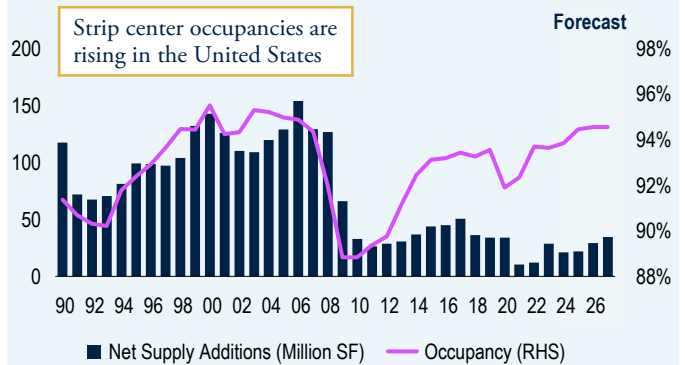 Strip center occupancies are
rising in the United States
Forecast
200
150
100
50
0
98%
96%
94%
92%
90%
88%
90 92 94 96 98 00 02 04 06 08 10 12 14 16 18 20 22 24 26
Net Supply Additions (Million SF) Occupancy (RHS)